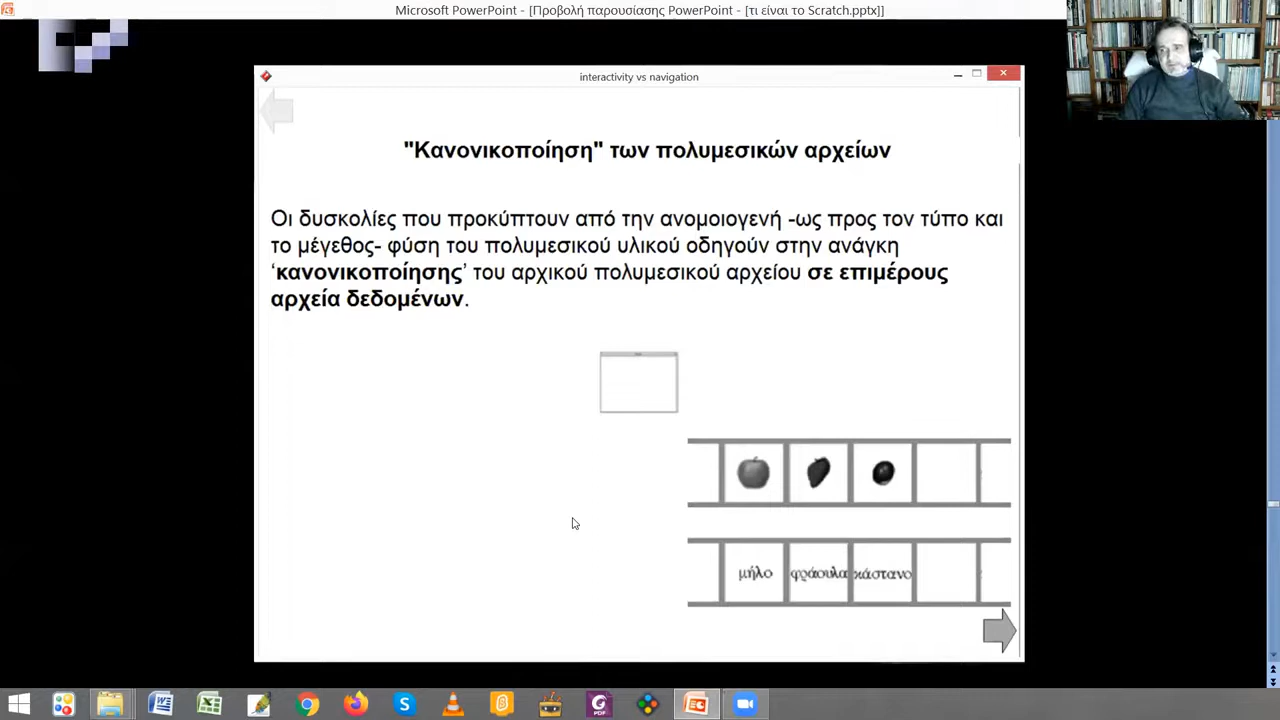 Microsoft PowerPoint - [Προβολή παρουσίασης PowerPoint - [τι είναι το Scratch.pptx]]
interactivity vs navigation
"Κανονικοποίηση" των πολυμεσικών αρχείων
Οι δυσκολίες που προκύπτουν από την ανομοιογενή -ως προς τον τύπο και
το μέγεθος- φύση του πολυμεσικού υλικού οδηγούν στην ανάγκη
‘κανονικοποίησης’ του αρχικού πολυμεσικού αρχείου σε επιμέρους
αρχεία δεδομένων.
μήλο φράουλα κάστανο